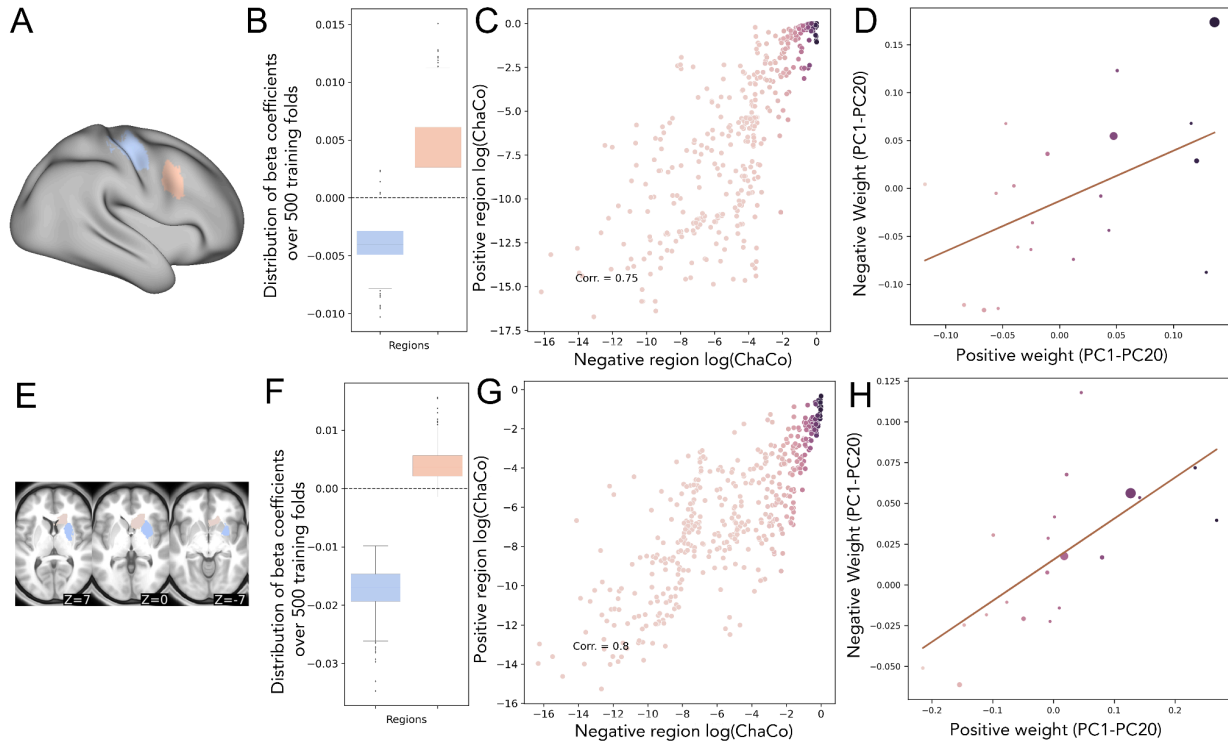 A
B
Distribution of beta coefficients
over 500 training folds
0.015
0.010
0.005
0.000
−0.005
−0.010
Regions
C
Positive region log(ChaCo)
0.0
−2.5
−5.0
−7.5
−10.0
−12.5
−15.0
−17.5
Corr. = 0.75
−16 −14 −12 −10 −8 −6 −4 −2 0
Negative region log(ChaCo)
D
Negative Weight (PC1-PC20)
0.15
0.10
0.05
0.00
−0.05
−0.10
−0.10 −0.05 0.00 0.05 0.10
Positive weight (PC1-PC20)
E
Z=7 Z=0 Z=-7
F
Distribution of beta coefficients
over 500 training folds
0.01
0.00
−0.01
−0.02
−0.03
Regions
G
Positive region log(ChaCo)
0
−2
−4
−6
−8
−10
−12
−14
−16
Corr. = 0.8
−16 −14 −12 −10 −8 −6 −4 −2 0
Negative region log(ChaCo)
H
Negative Weight (PC1-PC20)
0.125
0.100
0.075
0.050
0.025
0.000
−0.025
−0.050
−0.2 −0.1 0.0 0.1 0.2
Positive weight (PC1-PC20)